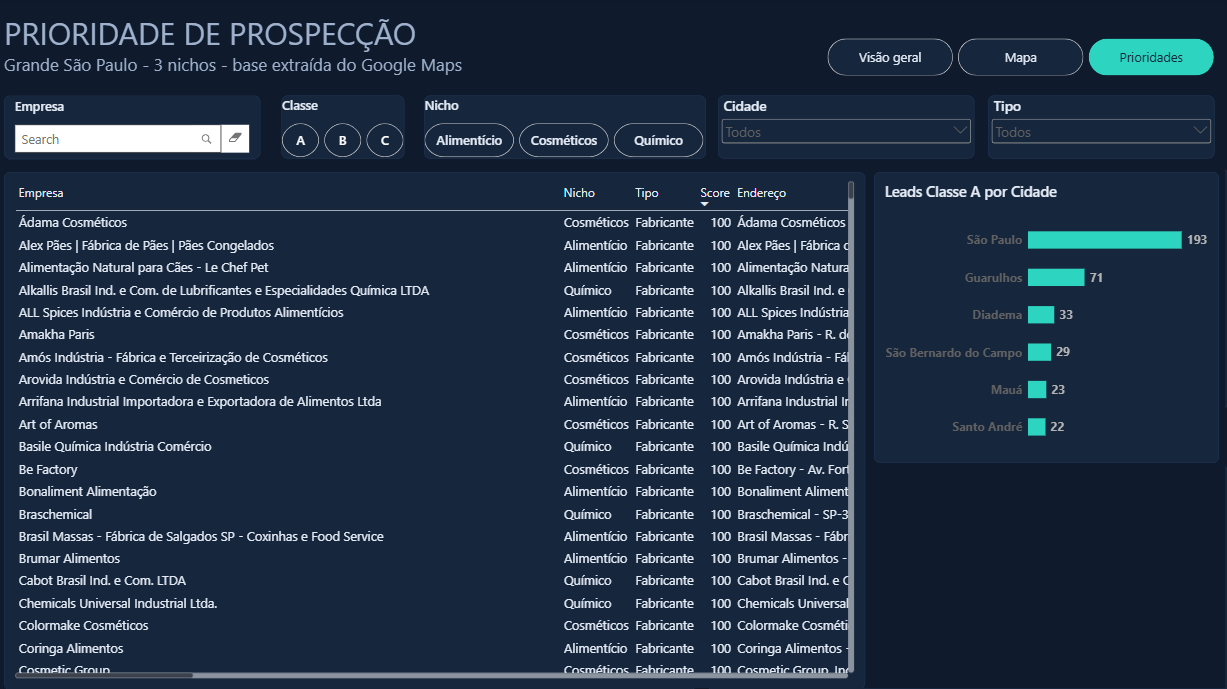 PRIORIDADE DE PROSPECÇÃO
Grande São Paulo - 3 nichos - base extraída do Google Maps
Visão geral
Mapa
Prioridades
Empresa
Search
Classe
A B C
Nicho
Alimentício Cosméticos Químico
Cidade
Todos
Tipo
Todos
Empresa Nicho Tipo Score Endereço
Ádama Cosméticos Cosméticos Fabricante 100 Ádama Cosméticos
Alex Pães | Fábrica de Pães | Pães Congelados Alimentício Fabricante 100 Alex Pães | Fábrica d
Alimentação Natural para Cães - Le Chef Pet Alimentício Fabricante 100 Alimentação Natura
Alkallis Brasil Ind. e Com. de Lubrificantes e Especialidades Química LTDA Químico Fabricante 100 Alkallis Brasil Ind. e
ALL Spices Indústria e Comércio de Produtos Alimentícios Alimentício Fabricante 100 ALL Spices Indústria
Amakha Paris Cosméticos Fabricante 100 Amakha Paris - R. d
Amós Indústria - Fábrica e Terceirização de Cosméticos Cosméticos Fabricante 100 Amós Indústria - Fá
Arovida Indústria e Comércio de Cosmeticos Cosméticos Fabricante 100 Arovida Indústria e
Arrifana Industrial Importadora e Exportadora de Alimentos Ltda Alimentício Fabricante 100 Arrifana Industrial I
Art of Aromas Cosméticos Fabricante 100 Art of Aromas - R. S
Basile Química Indústria Comércio Químico Fabricante 100 Basile Química Indú
Be Factory Cosméticos Fabricante 100 Be Factory - Av. For
Bonaliment Alimentação Alimentício Fabricante 100 Bonaliment Aliment
Braschemical Químico Fabricante 100 Braschemical - SP-3
Brasil Massas - Fábrica de Salgados SP - Coxinhas e Food Service Alimentício Fabricante 100 Brasil Massas - Fábr
Brumar Alimentos Alimentício Fabricante 100 Brumar Alimentos -
Cabot Brasil Ind. e Com. LTDA Químico Fabricante 100 Cabot Brasil Ind. e C
Chemicals Universal Industrial Ltda. Químico Fabricante 100 Chemicals Universal
Colormake Cosméticos Cosméticos Fabricante 100 Colormake Cosméti
Coringa Alimentos Alimentício Fabricante 100 Coringa Alimentos -
Cosmetic Group Cosméticos Fabricante 100 Cosmetic Group, In
Leads Classe A por Cidade
São Paulo 193
Guarulhos 71
Diadema 33
São Bernardo do Campo 29
Mauá 23
Santo André 22